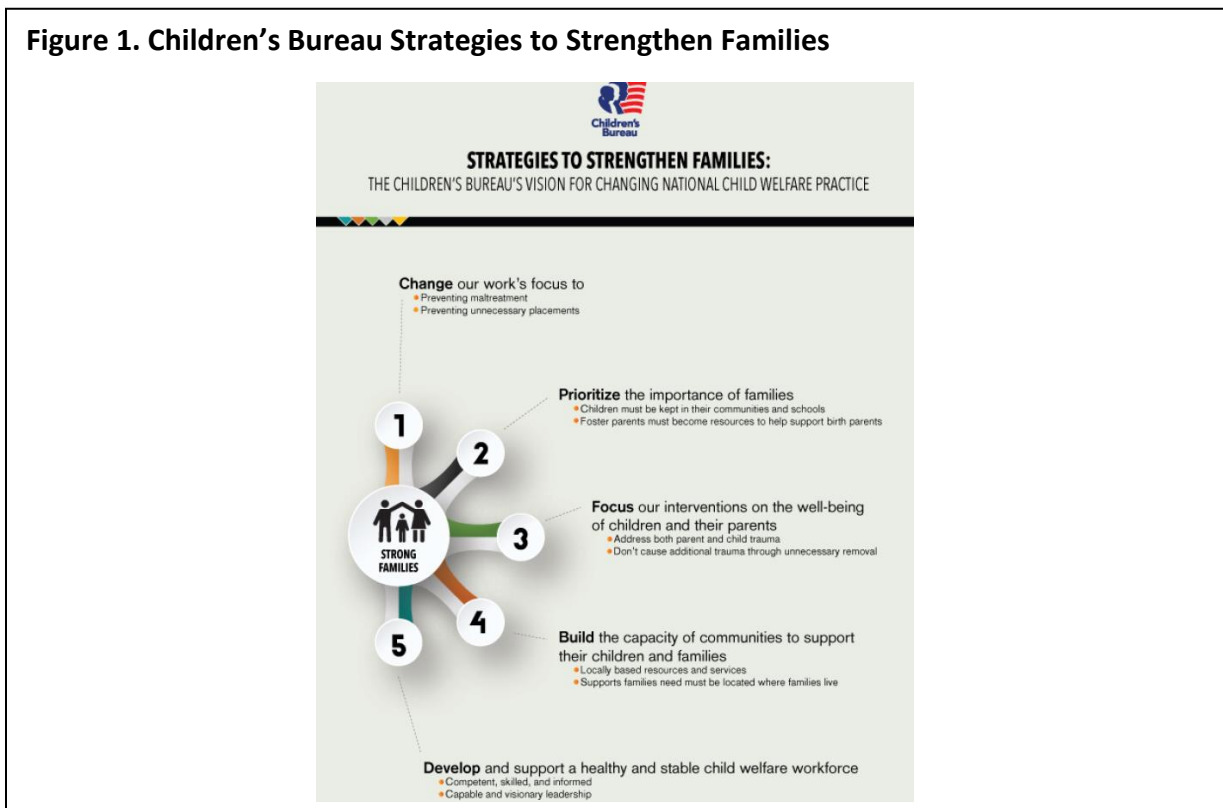 Figure 1. Children’s Bureau Strategies to Strengthen Families
Children's
Bureau
STRATEGIES TO STRENGTHEN FAMILIES:
THE CHILDREN'S BUREAU'S VISION FOR CHANGING NATIONAL CHILD WELFARE PRACTICE
Change our work's focus to
•Preventing maltreatment
•Preventing unnecessary placements
1
Prioritize the importance of families
•Children must be kept in their communities and schools
•Foster parents must become resources to help support birth parents
2
Focus our interventions on the well-being
of children and their parents
•Address both parent and child trauma
•Don't cause additional trauma through unnecessary removal
3
STRONG
FAMILIES
4
Build the capacity of communities to support
their children and families
•Locally based resources and services
•Supports families need must be located where families live
5
Develop and support a healthy and stable child welfare workforce
•Competent, skilled, and informed
•Capable and visionary leadership